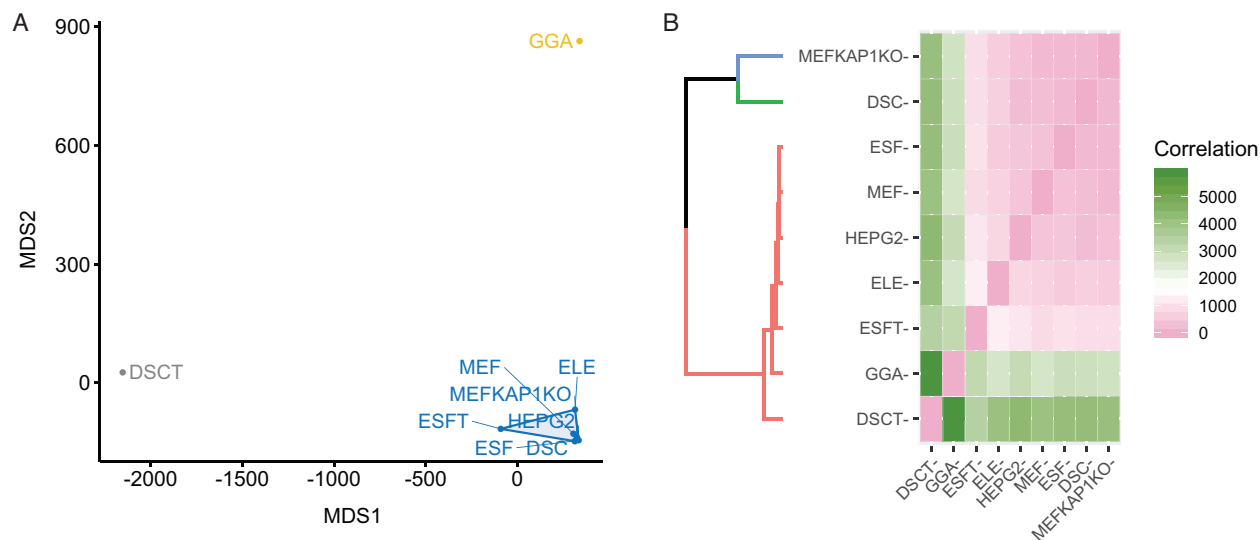 A
900
600
300
0
MDS2
GGA
DSCT
MEF
ELE
MEFKAP1KO
ESFT
HEPG2
ESF
DSC
-2000
-1500
-1000
-500
0
MDS1
B
MEFKAP1KO-
DSC-
ESF-
MEF-
HEPG2-
ELE-
ESFT-
GGA-
DSCT-
DSCT-
GGA-
ESFT-
ELE-
HEPG2-
MEF-
ESF-
DSC-
MEFKAP1KO-
Correlation
5000
4000
3000
2000
1000
0